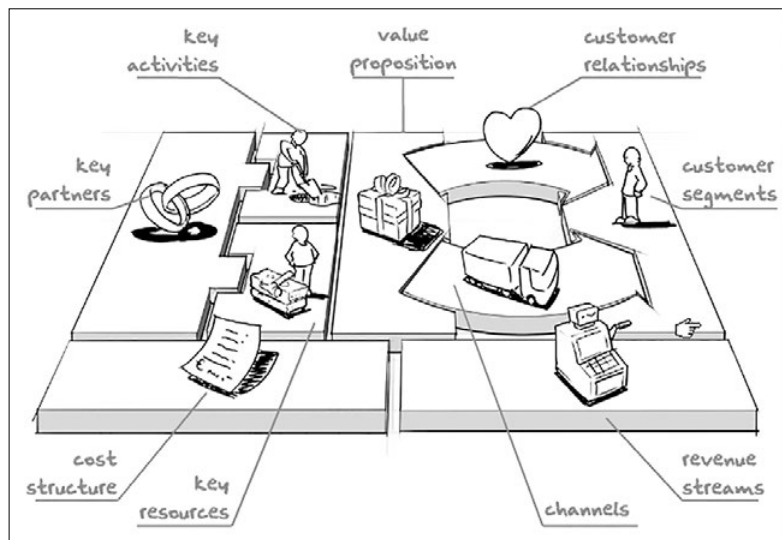 key
activities
value
proposition
customer
relationships
key
partners
customer
segments
cost
structure
key
resources
channels
revenue
streams